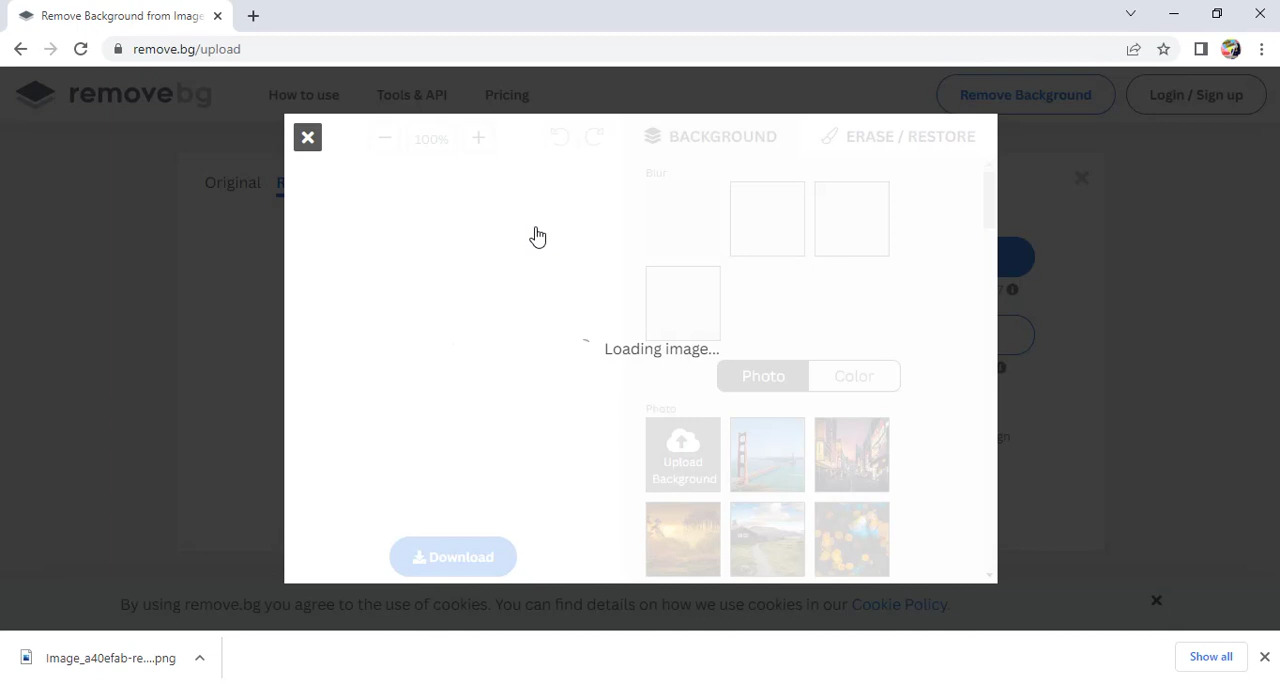 Remove Background from Image
remove.bg/upload
removebg
How to use
Tools & API
Pricing
Remove Background
Login / Sign up
100%
BACKGROUND
ERASE / RESTORE
Original
Blur
Loading image...
Photo
Color
Photo
Upload
Background
Download
By using remove.bg you agree to the use of cookies. You can find details on how we use cookies in our Cookie Policy.
Image_a40efab-re....png
Show all